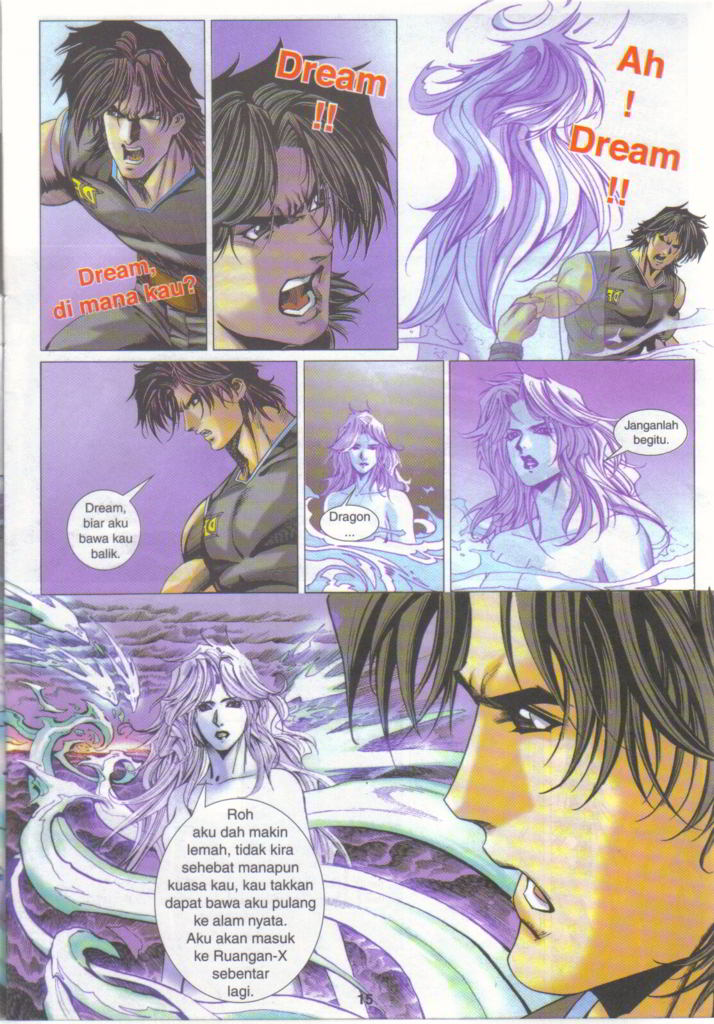 Dream,
di mana kau?
Dream
!!
Ah
!
Dream
!!
Dream,
biar aku
bawa kau
balik.
Dragon
...
Janganlah
begitu.
Roh
aku dah makin
lemah, tidak kira
sehebat manapun
kuasa kau, kau takkan
dapat bawa aku pulang
ke alam nyata.
Aku akan masuk
ke Ruangan-X
sebentar
lagi.
15